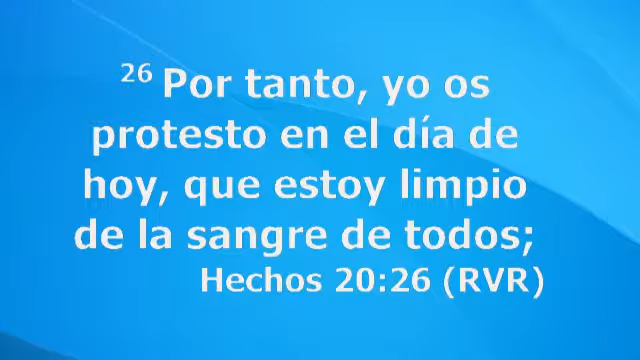 26 Por tanto, yo os
protesto en el día de
hoy, que estoy limpio
de la sangre de todos;
Hechos 20:26 (RVR)